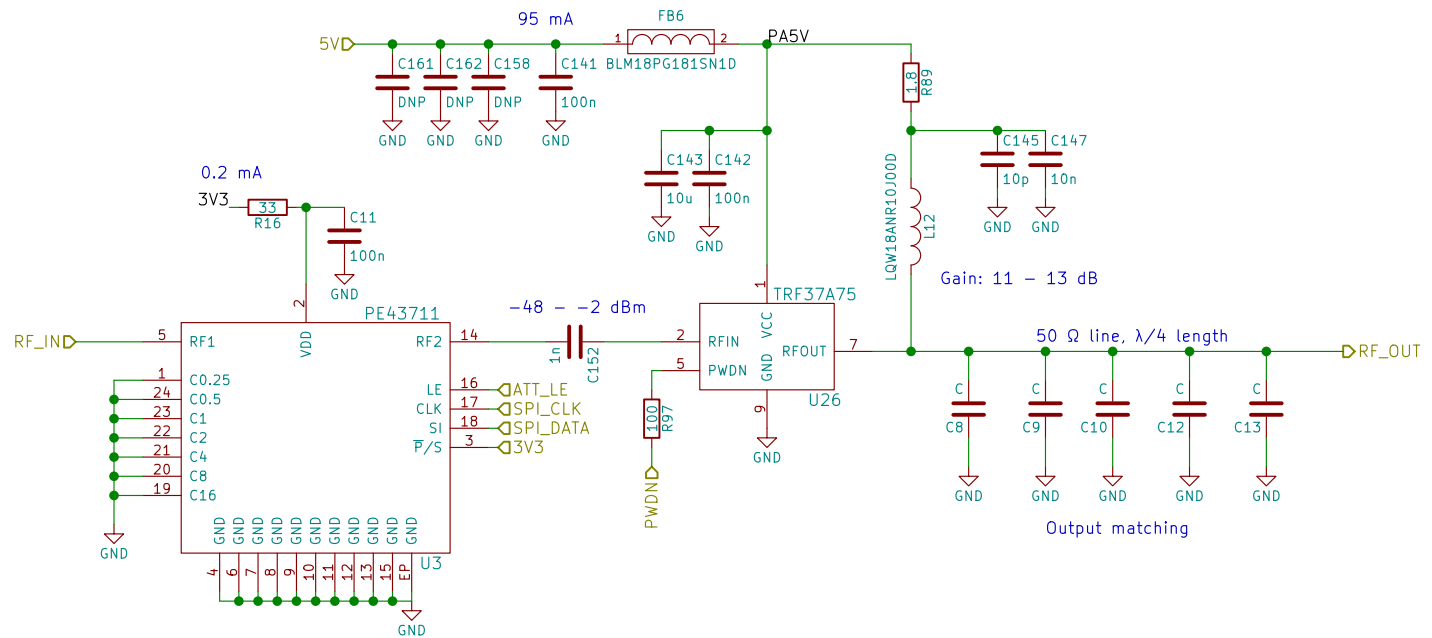 95 mA
FB6
5V
1
2
PA5V
C161
C162
C158
C141
BLM18PG181SN1D
DNP
DNP
DNP
100n
GND
GND
GND
GND
1.8
R89
C143
C142
10u
100n
GND
GND
C145
C147
10p
10n
GND
GND
LQW18ANR10J00D
L12
0.2 mA
3V3
33
R16
C11
100n
GND
2
Gain: 11 – 13 dB
-48 – -2 dBm
TRF37A75
1
VCC
PE43711
VDD
RF_IN
5
RF1
RF2
14
1n
C152
2
RFIN
RFOUT
7
50 Ω line, λ/4 length
RF_OUT
5
PWDN
GND
9
U26
GND
1
C0.25
24
C0.5
23
C1
22
C2
21
C4
20
C8
19
C16
GND
LE
16
ATT_LE
CLK
17
SPI_CLK
SI
18
SPI_DATA
P̅/S
3
3V3
100
R97
PWDN
C
C
C
C
C
C8
C9
C10
C12
C13
GND
GND
GND
GND
GND
Output matching
GND
GND
GND
GND
GND
GND
GND
GND
GND
GND
GND
U3
4
6
7
8
9
10
11
12
13
15
EP
GND